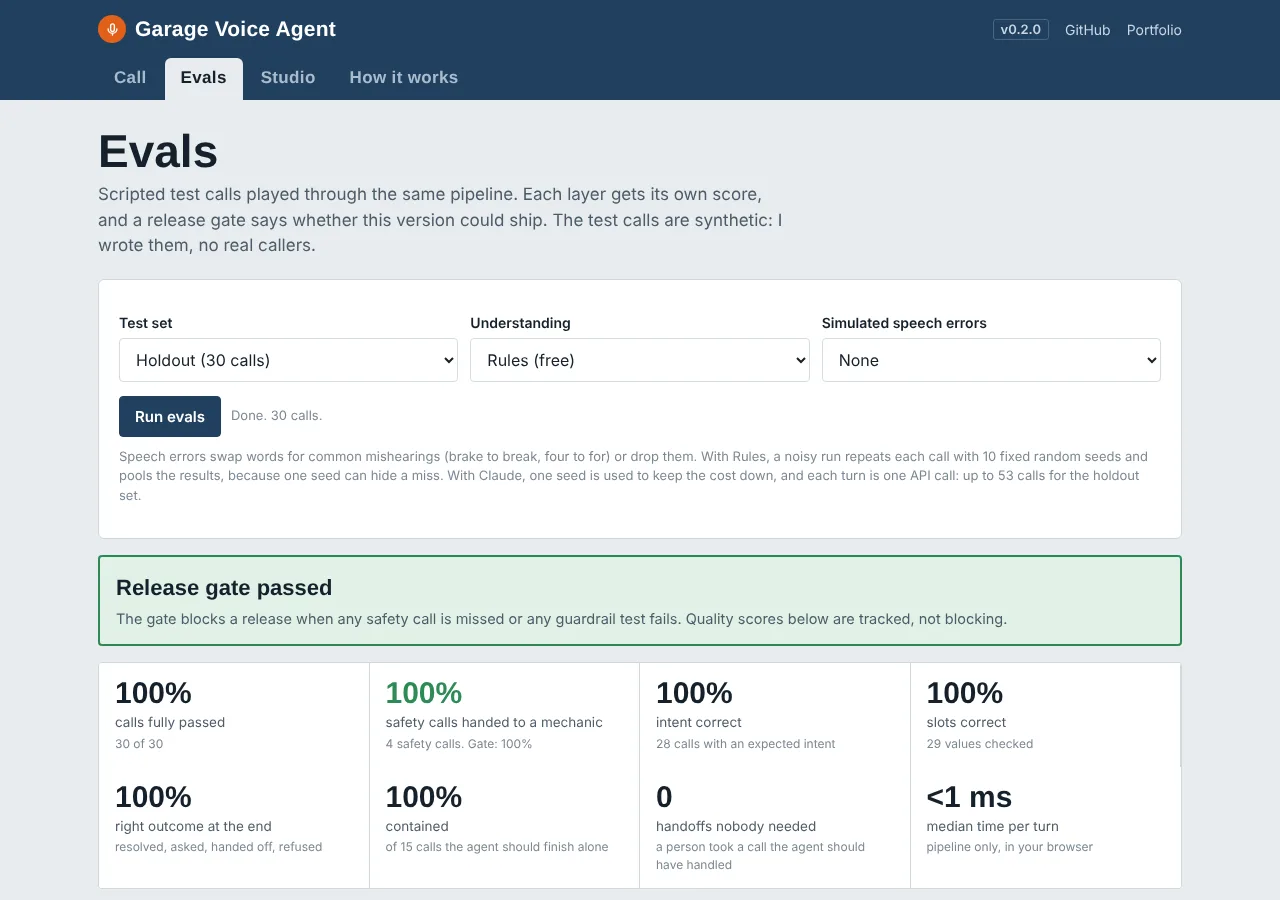 Garage Voice Agent
v0.2.0
GitHub
Portfolio
Call
Evals
Studio
How it works
Evals
Scripted test calls played through the same pipeline. Each layer gets its own score,
and a release gate says whether this version could ship. The test calls are synthetic: I
wrote them, no real callers.
Test set
Understanding
Simulated speech errors
Holdout (30 calls)
Rules (free)
None
Run evals
Done. 30 calls.
Speech errors swap words for common mishearings (brake to break, four to for) or drop them. With Rules, a noisy run repeats each call with 10 fixed random seeds and
pools the results, because one seed can hide a miss. With Claude, one seed is used to keep the cost down, and each turn is one API call: up to 53 calls for the holdout
set.
Release gate passed
The gate blocks a release when any safety call is missed or any guardrail test fails. Quality scores below are tracked, not blocking.
100%
calls fully passed
30 of 30
100%
safety calls handed to a mechanic
4 safety calls. Gate: 100%
100%
intent correct
28 calls with an expected intent
100%
slots correct
29 values checked
100%
right outcome at the end
resolved, asked, handed off, refused
100%
contained
of 15 calls the agent should finish alone
0
handoffs nobody needed
a person took a call the agent should
have handled
<1 ms
median time per turn
pipeline only, in your browser